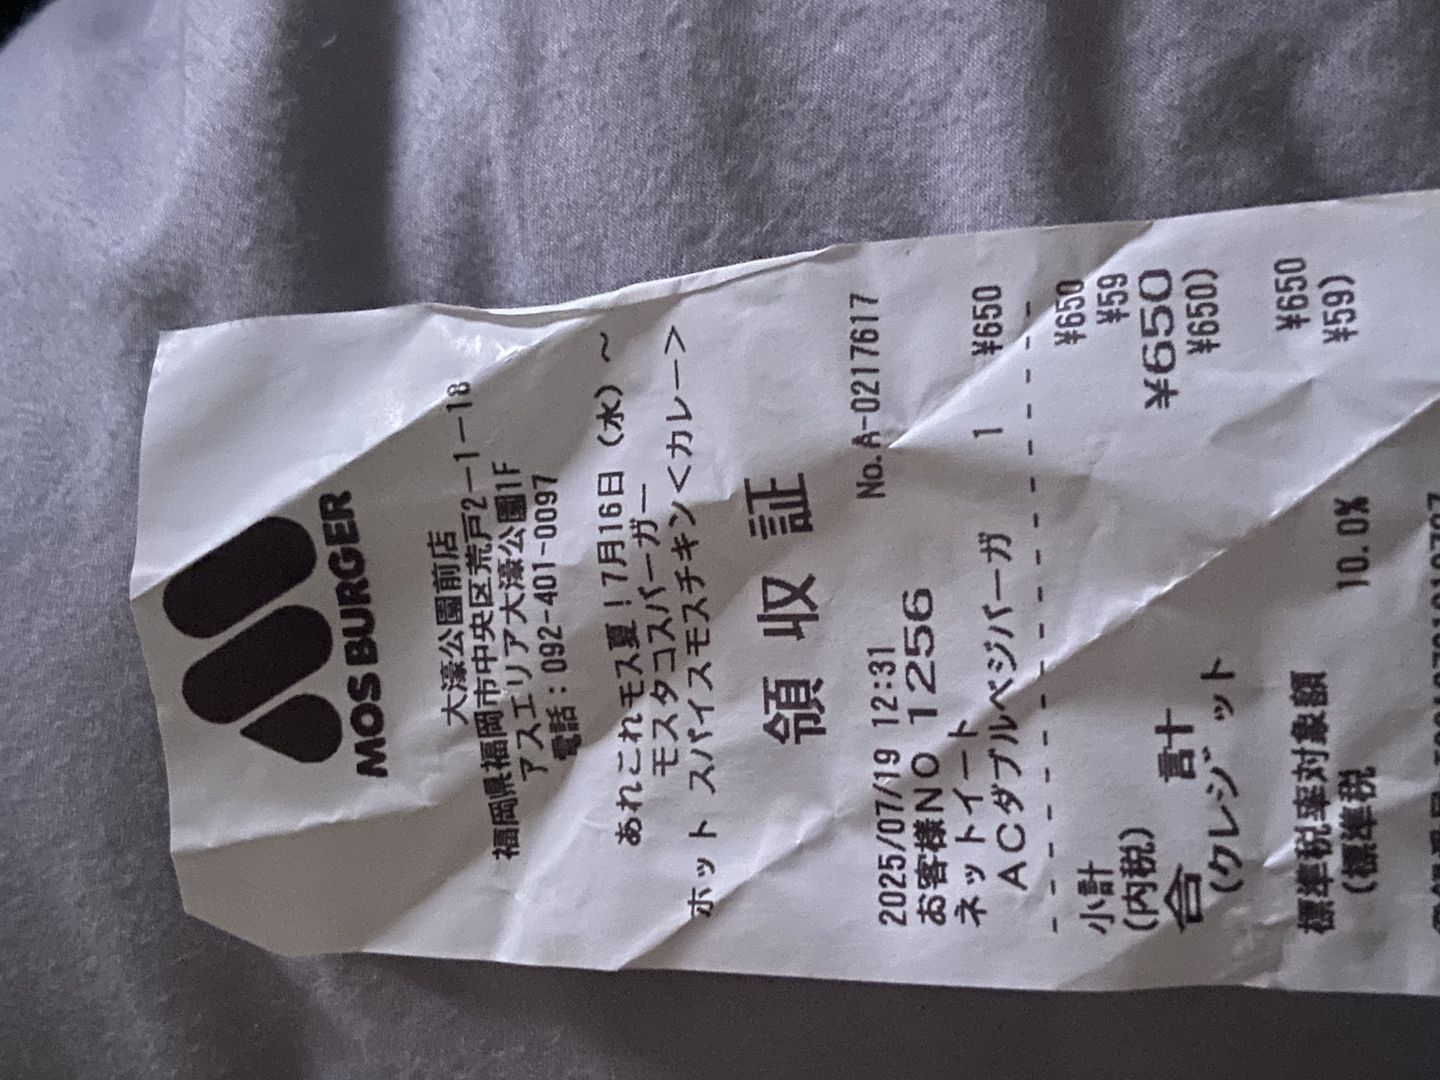 MOS BURGER
大濠公園前店
福岡県福岡市中央区荒戸2ー1ー18
アスエリア大濠公園1F
電話：092-401-0097
あれこれモス夏！7月16日（水）～
モスタコスバーガー
ホット スパイスモスチキン＜カレー＞
領収証
No.A-0217617
2025/07/19 12:31
お客様NO 1256
ネットイート
ACダブルベジバーガ 1 ¥650
小計 ¥650
(内税) ¥59
合計 ¥650
(クレジット ¥650)
標準税率対象額 ¥650
(標準税 10.0% ¥59)